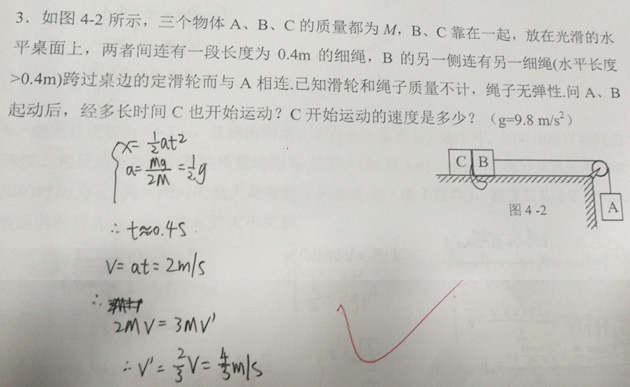 3. 如图 4-2 所示，三个物体 A、B、C 的质量都为 M，B、C 靠在一起，放在光滑的水
平桌面上，两者间连有一段长度为 0.4m 的细绳，B 的另一侧连有另一细绳(水平长度
>0.4m)跨过桌边的定滑轮而与 A 相连.已知滑轮和绳子质量不计，绳子无弹性.问 A、B
起动后，经多长时间 C 也开始运动？C 开始运动的速度是多少？（g=9.8 m/s²）
x=½at²
a=Mg/2M=½g
∴ t≈0.4s
v=at=2m/s
∴
2MV=3MV'
∴ V'=⅔V=4/3m/s
C B
A
图 4-2